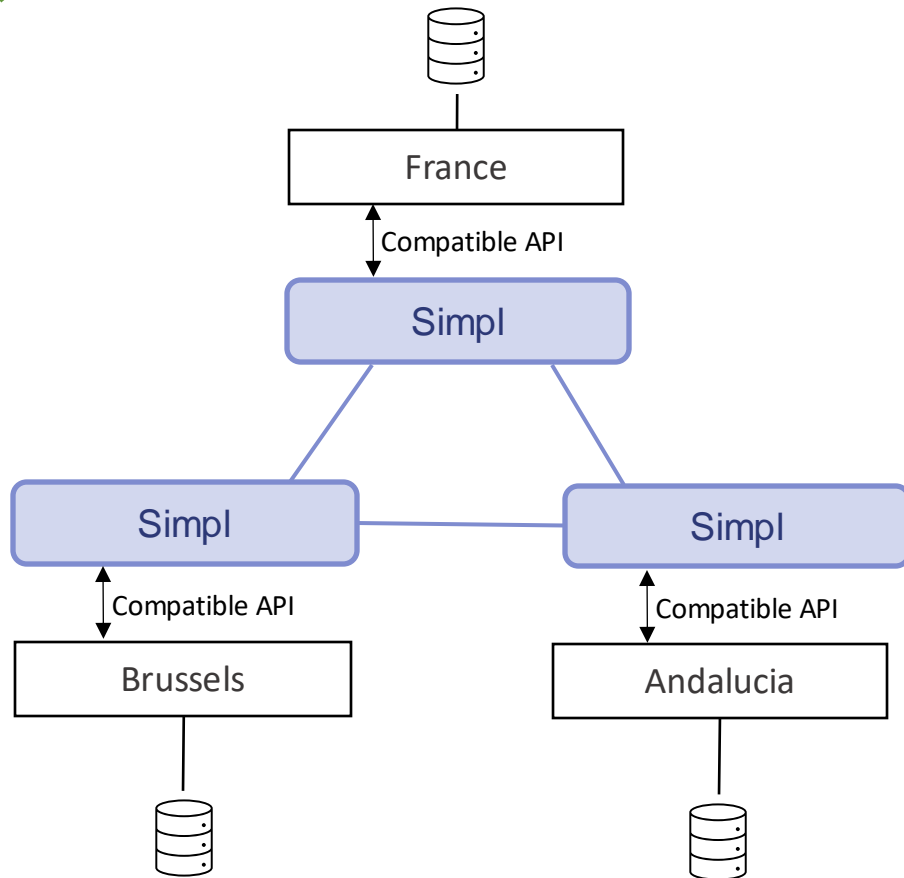 France
Compatible API
Simpl
Simpl
Simpl
Compatible API
Compatible API
Brussels
Andalucia